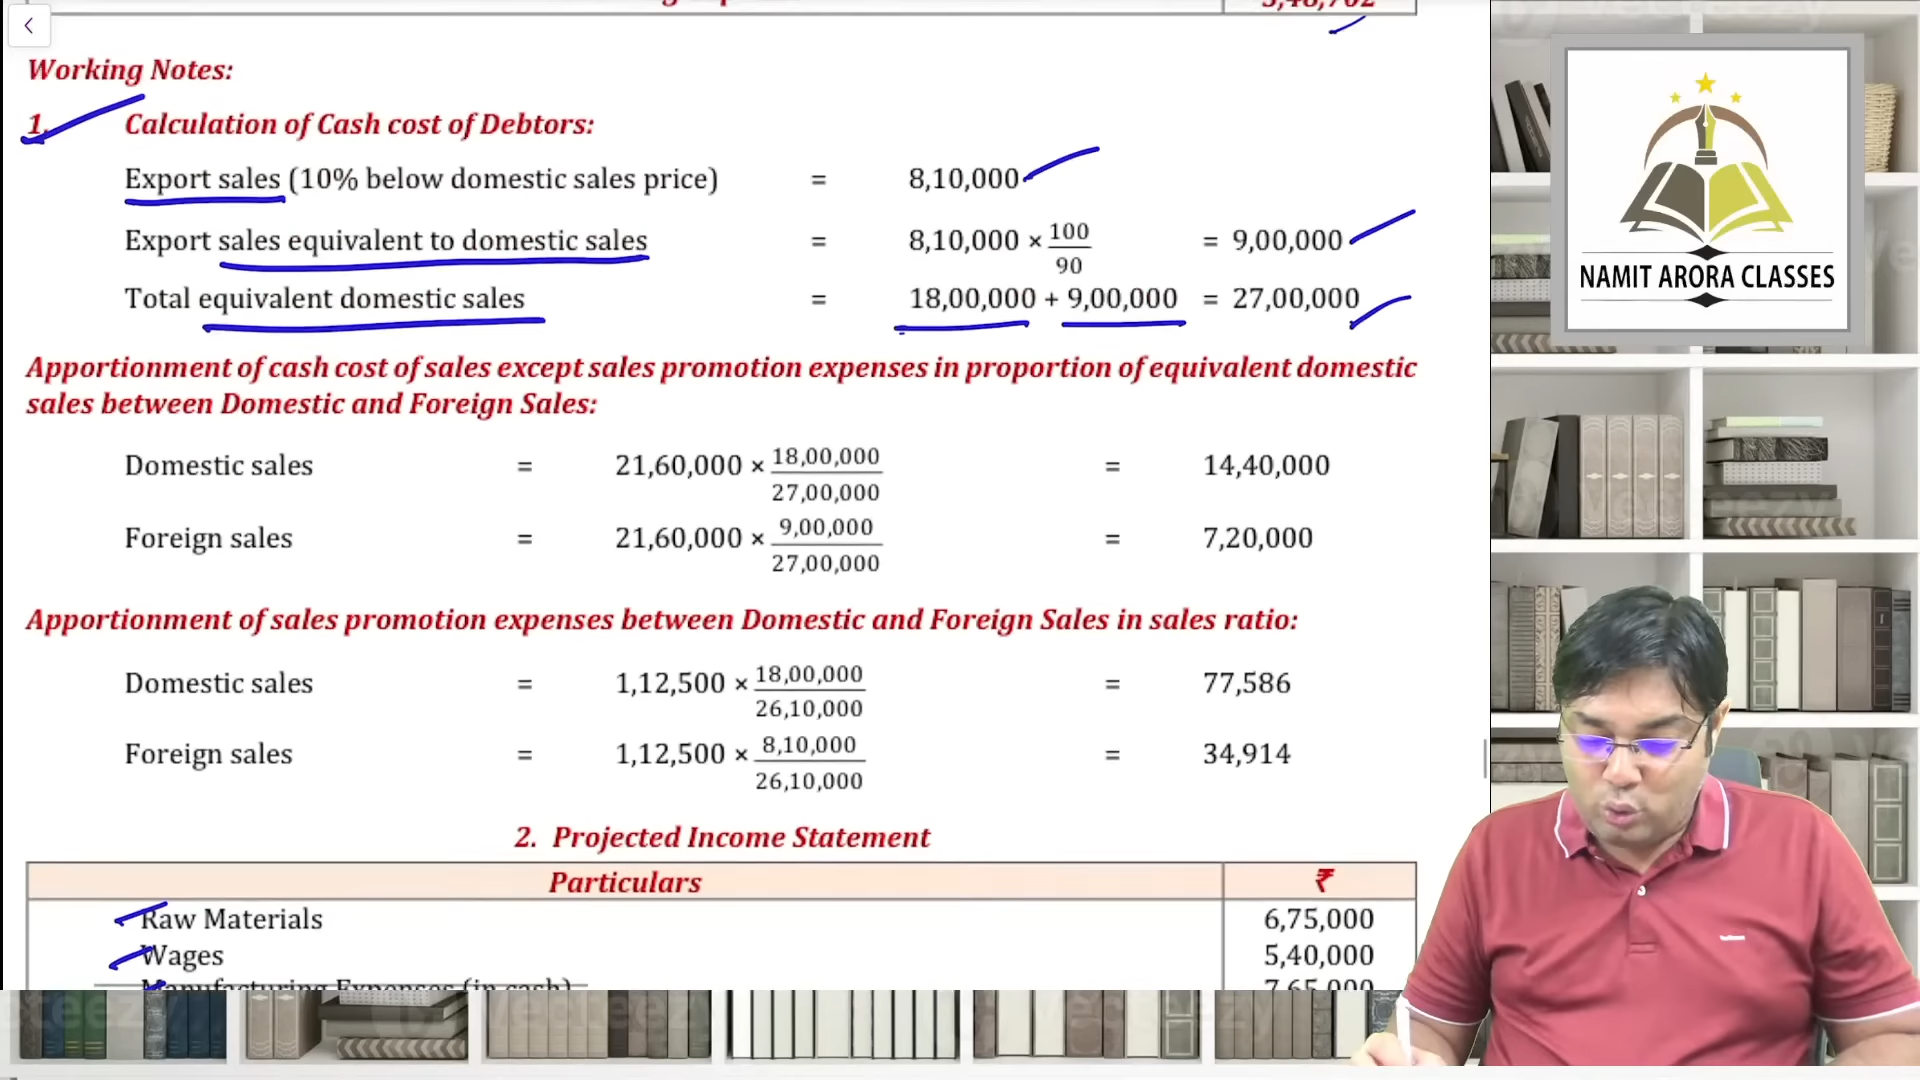 Working Notes:
1. Calculation of Cash cost of Debtors:
Export sales (10% below domestic sales price) = 8,10,000
Export sales equivalent to domestic sales = 8,10,000 × 100/90 = 9,00,000
Total equivalent domestic sales = 18,00,000 + 9,00,000 = 27,00,000
Apportionment of cash cost of sales except sales promotion expenses in proportion of equivalent domestic
sales between Domestic and Foreign Sales:
Domestic sales = 21,60,000 × 18,00,000/27,00,000 = 14,40,000
Foreign sales = 21,60,000 × 9,00,000/27,00,000 = 7,20,000
Apportionment of sales promotion expenses between Domestic and Foreign Sales in sales ratio:
Domestic sales = 1,12,500 × 18,00,000/26,10,000 = 77,586
Foreign sales = 1,12,500 × 8,10,000/26,10,000 = 34,914
2. Projected Income Statement
Particulars ₹
Raw Materials 6,75,000
Wages 5,40,000
Manufacturing Expenses (in cash) 7,65,000
NAMIT ARORA CLASSES